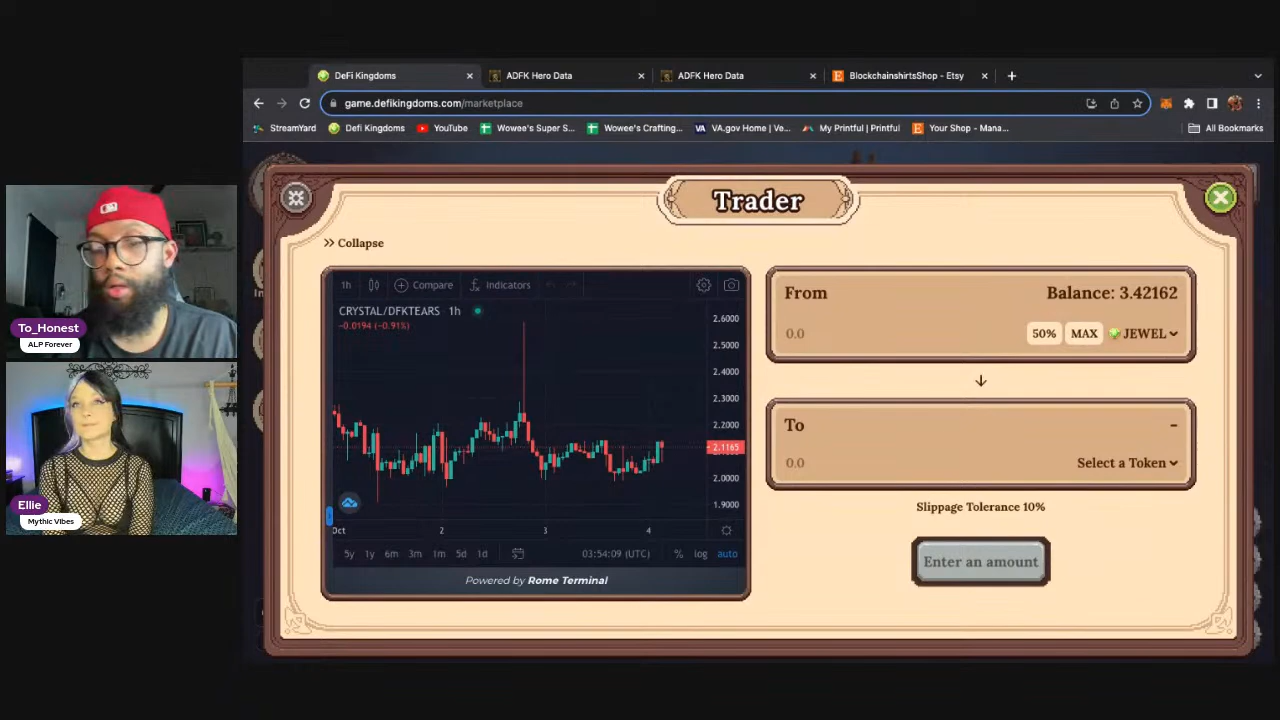 DeFi Kingdoms
ADFK Hero Data
ADFK Hero Data
BlockchainshirtsShop - Etsy
game.defikingdoms.com/marketplace
StreamYard
Defi Kingdoms
YouTube
Wowee's Super S...
Wowee's Crafting...
VA.gov Home | Ve...
My Printful | Printful
Your Shop - Mana...
All Bookmarks
Trader
>> Collapse
1h
Compare
Indicators
CRYSTAL/DFKTEARS 1h
−0.0194 (−0.91%)
2.6000
2.5000
2.4000
2.3000
2.2000
2.1165
2.0000
1.9000
Oct 2 3 4
5y 1y 6m 3m 1m 5d 1d
03:54:09 (UTC)
% log auto
Powered by Rome Terminal
From
Balance: 3.42162
0.0
50%
MAX
JEWEL
To
-
0.0
Select a Token
Slippage Tolerance 10%
Enter an amount
To_Honest
ALP Forever
Ellie
Mythic Vibes